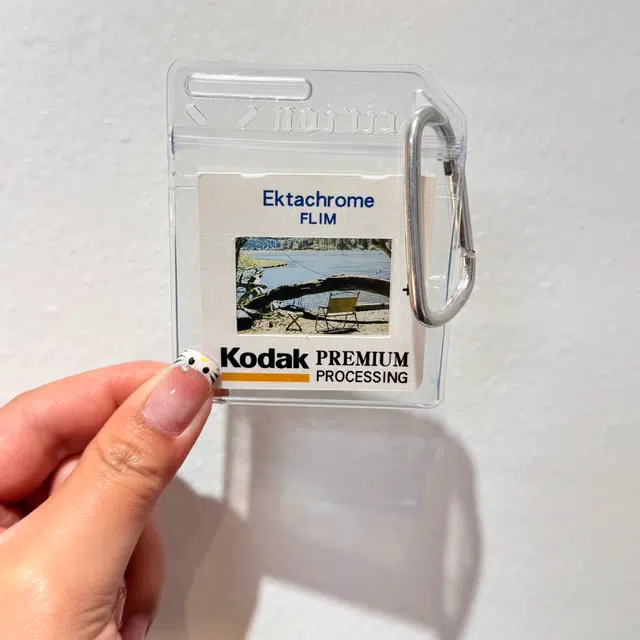 Ektachrome
FLIM
Kodak PREMIUM
PROCESSING